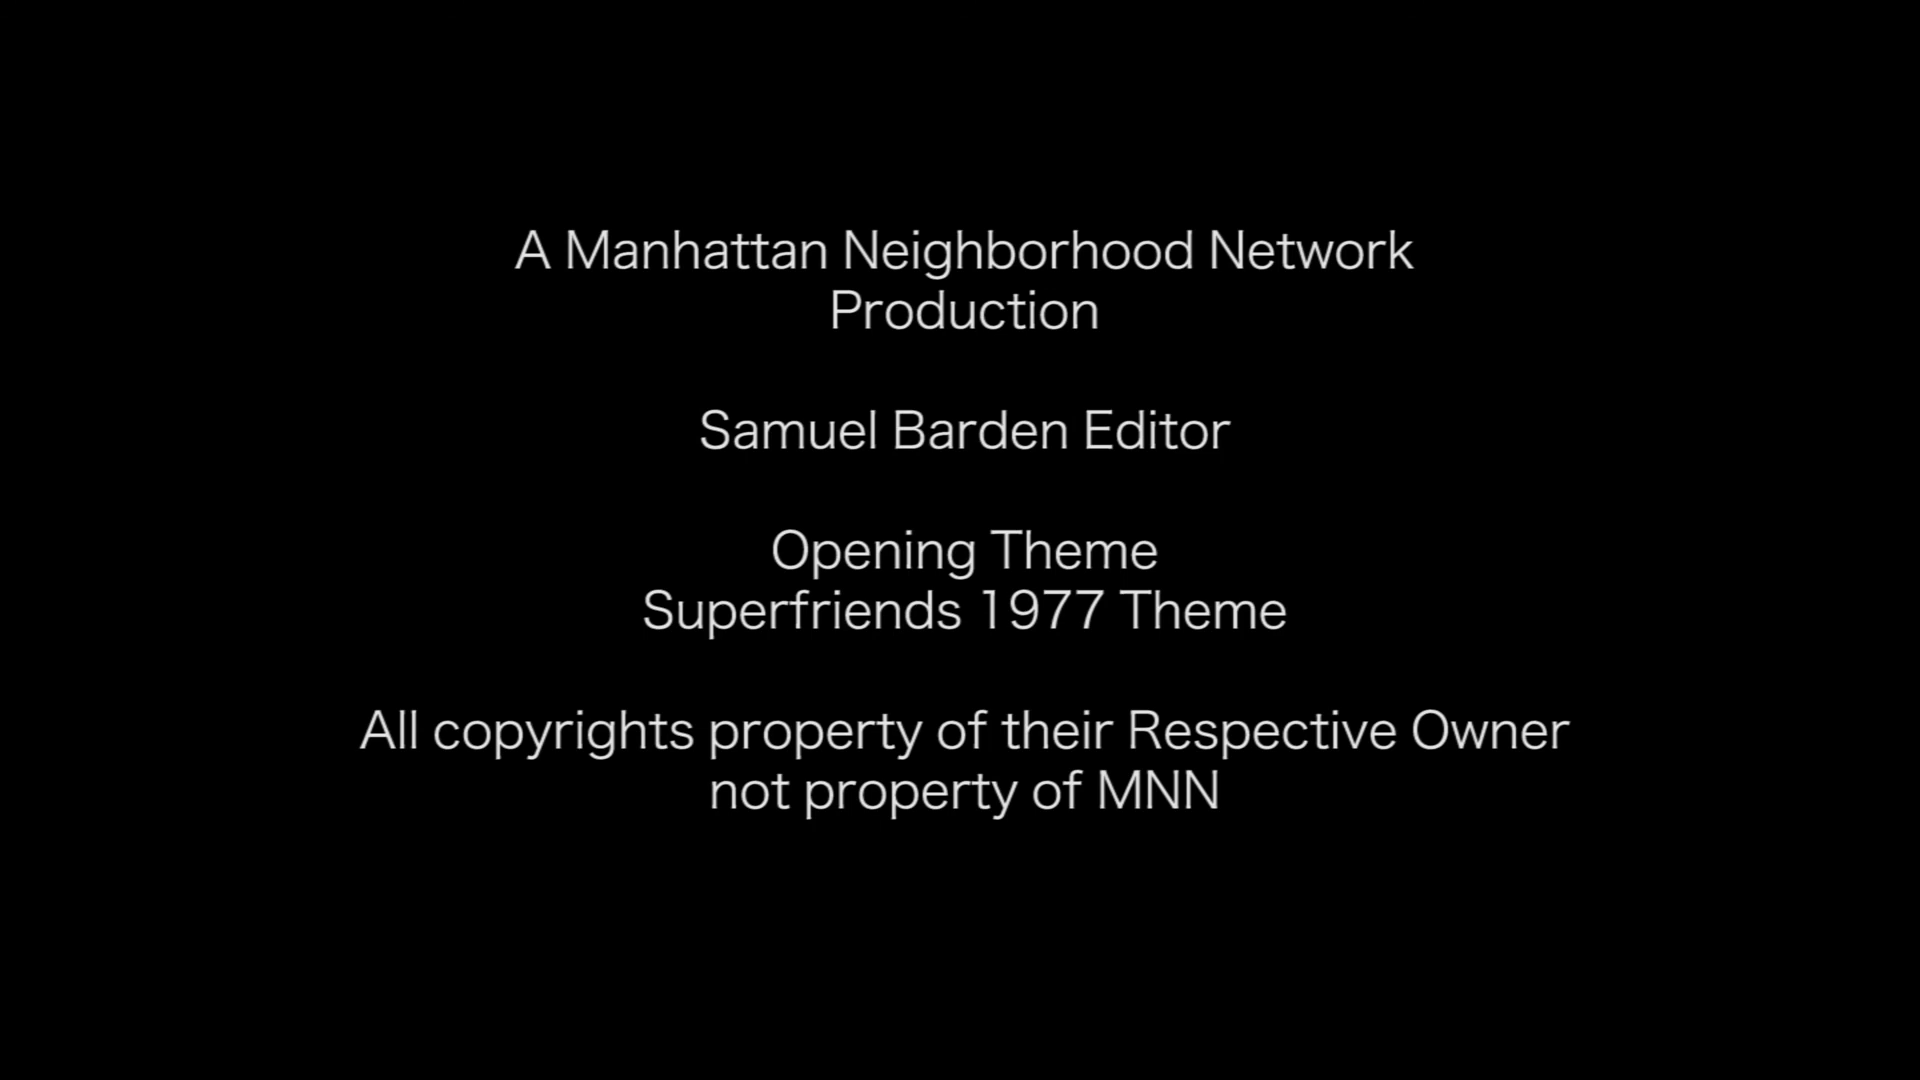 A Manhattan Neighborhood Network
Production
Samuel Barden Editor
Opening Theme
Superfriends 1977 Theme
All copyrights property of their Respective Owner
not property of MNN